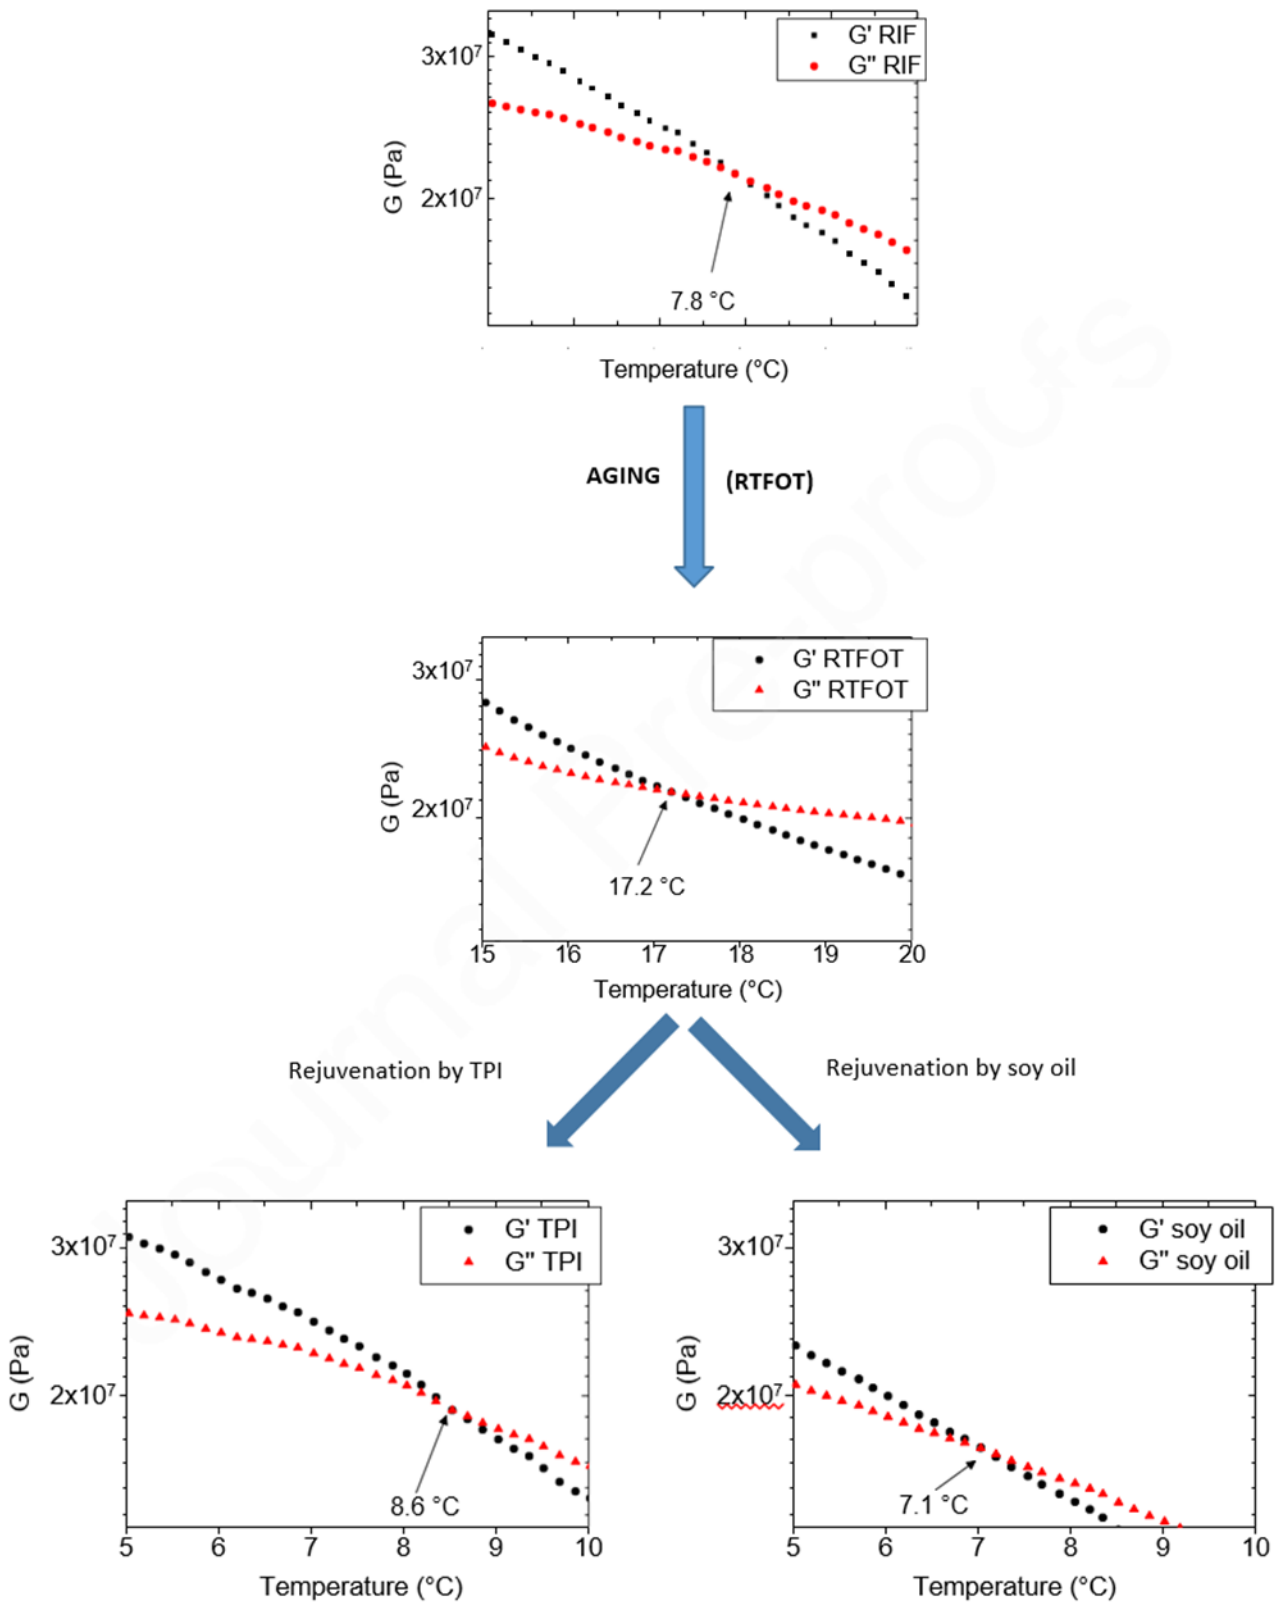 G' RIF
G" RIF
3x10⁷
2x10⁷
G (Pa)
7.8 °C
Temperature (°C)
AGING (RTFOT)
G' RTFOT
G" RTFOT
3x10⁷
2x10⁷
G (Pa)
17.2 °C
15 16 17 18 19 20
Temperature (°C)
Rejuvenation by TPI
Rejuvenation by soy oil
G' TPI
G" TPI
3x10⁷
2x10⁷
G (Pa)
8.6 °C
5 6 7 8 9 10
Temperature (°C)
G' soy oil
G" soy oil
3x10⁷
2x10⁷
G (Pa)
7.1 °C
5 6 7 8 9 10
Temperature (°C)
Journal Pre-proofs